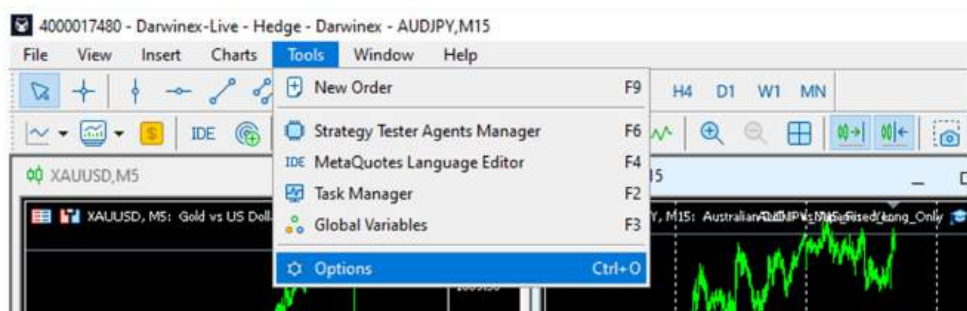 4000017480 - Darwinex-Live - Hedge - Darwinex - AUDJPY,M15
File View Insert Charts Tools Window Help
New Order F9
H4 D1 W1 MN
IDE
Strategy Tester Agents Manager F6
IDE MetaQuotes Language Editor F4
XAUUSD,M5
15
Task Manager F2
XAUUSD, M5: Gold vs US Doll
Global Variables F3
Y, M15: Australian
Options Ctrl+O